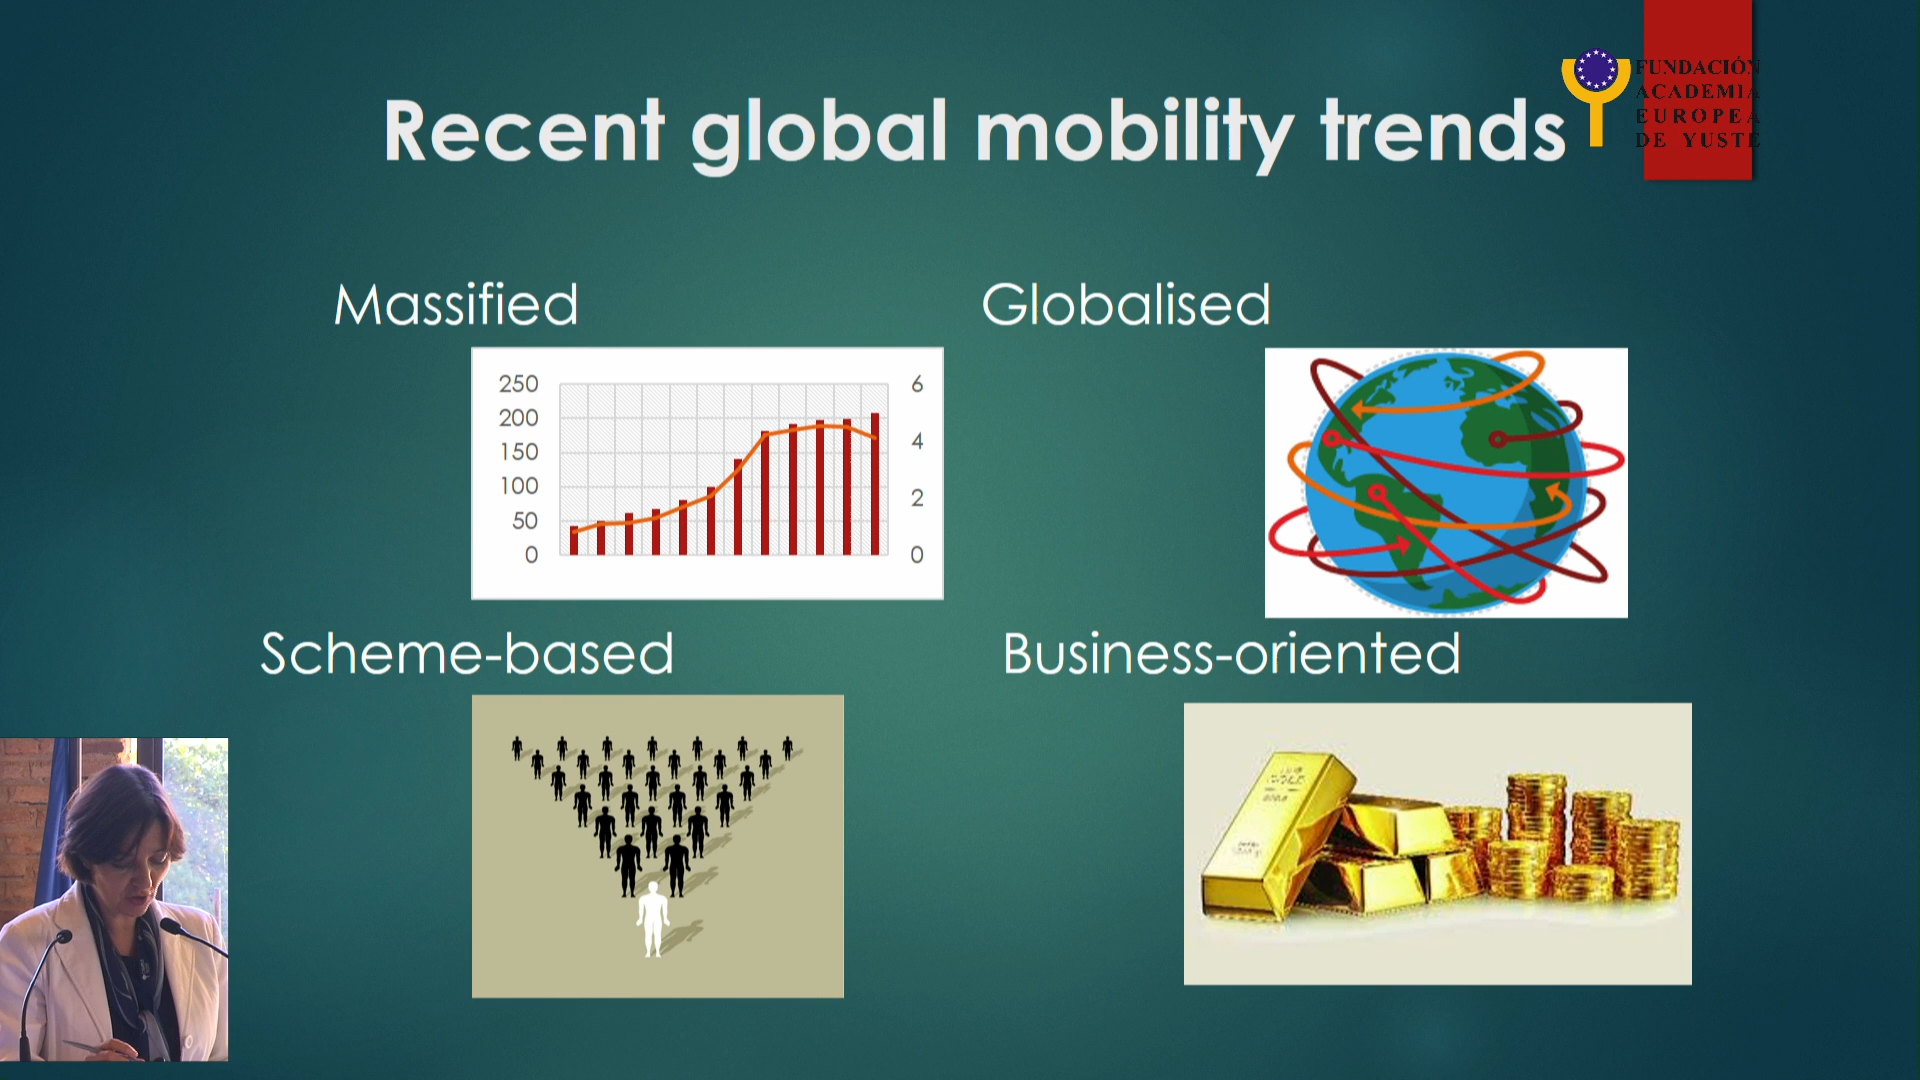 Recent global mobility trends
FUNDACIÓN
ACADEMIA
EUROPEA
DE YUSTE
Massified
Globalised
250
200
150
100
50
0
6
4
2
0
Scheme-based
Business-oriented